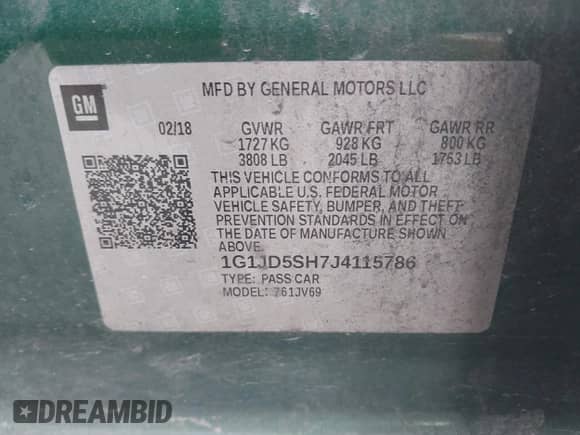 GM
MFD BY GENERAL MOTORS LLC
02/18 GVWR GAWR FRT GAWR RR
1727 KG 928 KG 800 KG
3808 LB 2045 LB 1763 LB
THIS VEHICLE CONFORMS TO ALL
APPLICABLE U.S. FEDERAL MOTOR
VEHICLE SAFETY, BUMPER, AND THEFT
PREVENTION STANDARDS IN EFFECT ON
THE DATE OF MANUFACTURE SHOWN
ABOVE.
1G1JD5SH7J4115786
TYPE: PASS CAR
MODEL: 761JV69
DREAMBID